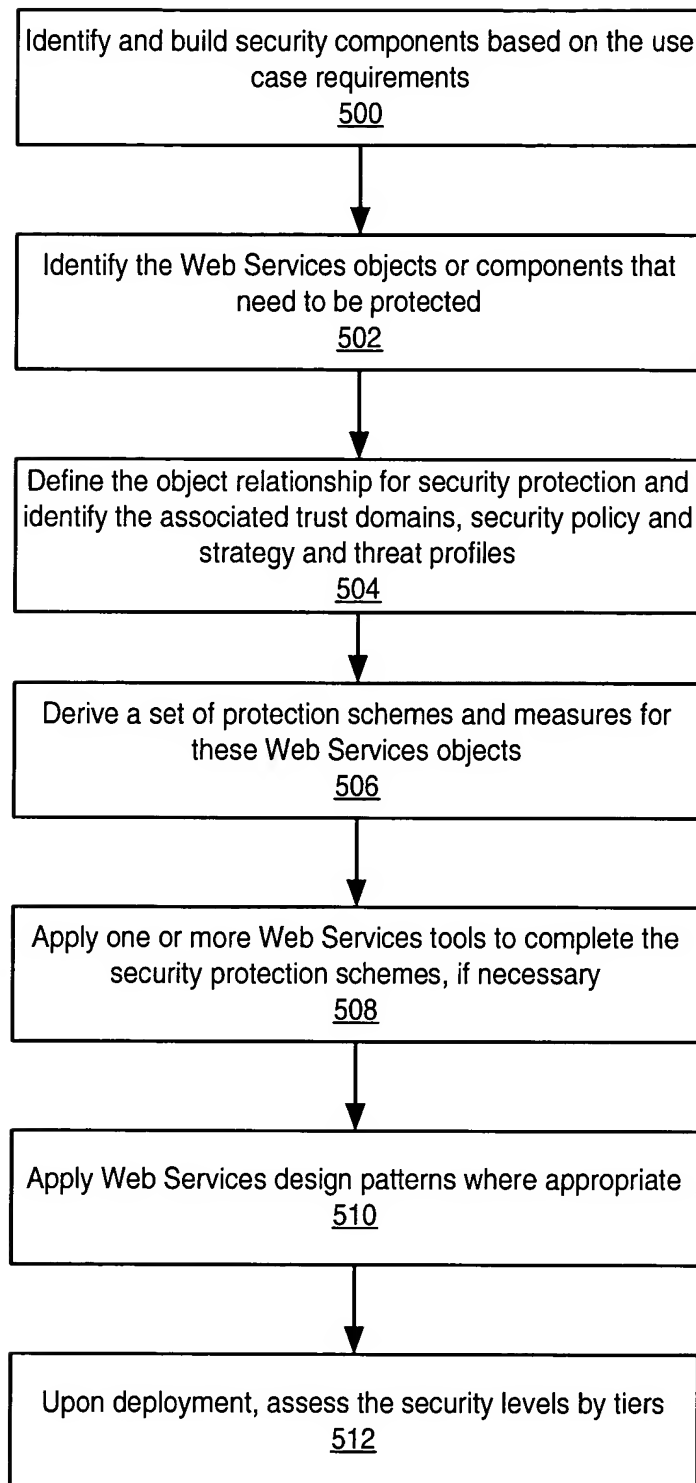 Identify and build security components based on the use
case requirements
500
Identify the Web Services objects or components that
need to be protected
502
Define the object relationship for security protection and
identify the associated trust domains, security policy and
strategy and threat profiles
504
Derive a set of protection schemes and measures for
these Web Services objects
506
Apply one or more Web Services tools to complete the
security protection schemes, if necessary
508
Apply Web Services design patterns where appropriate
510
Upon deployment, assess the security levels by tiers
512